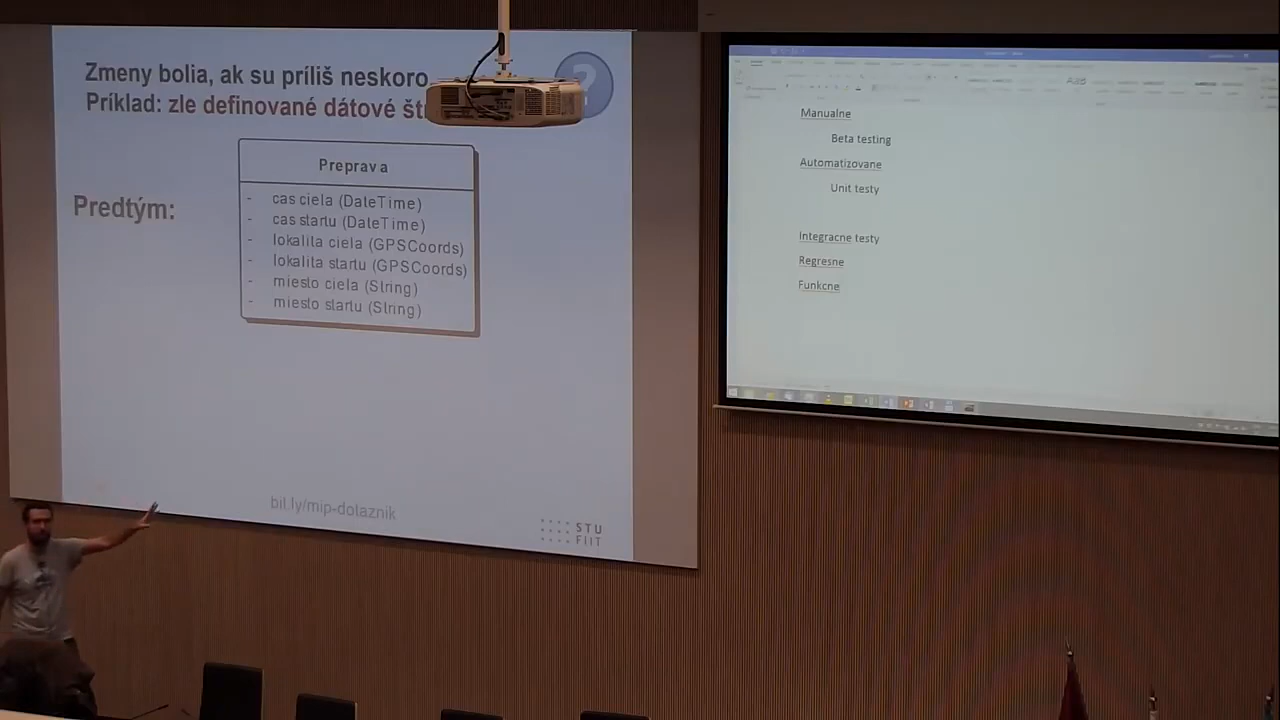 Zmeny bolia, ak su príliš neskoro
Príklad: zle definované dátové
Predtým:
Preprava
- cas ciela (DateTime)
- cas startu (DateTime)
- lokalita ciela (GPSCoords)
- lokalita startu (GPSCoords)
- miesto ciela (String)
- miesto startu (String)
bit.ly/mip-dotaznik
STU
FIIT
Manualne
Beta testing
Automatizovane
Unit testy
Integracne testy
Regresne
Funkcne